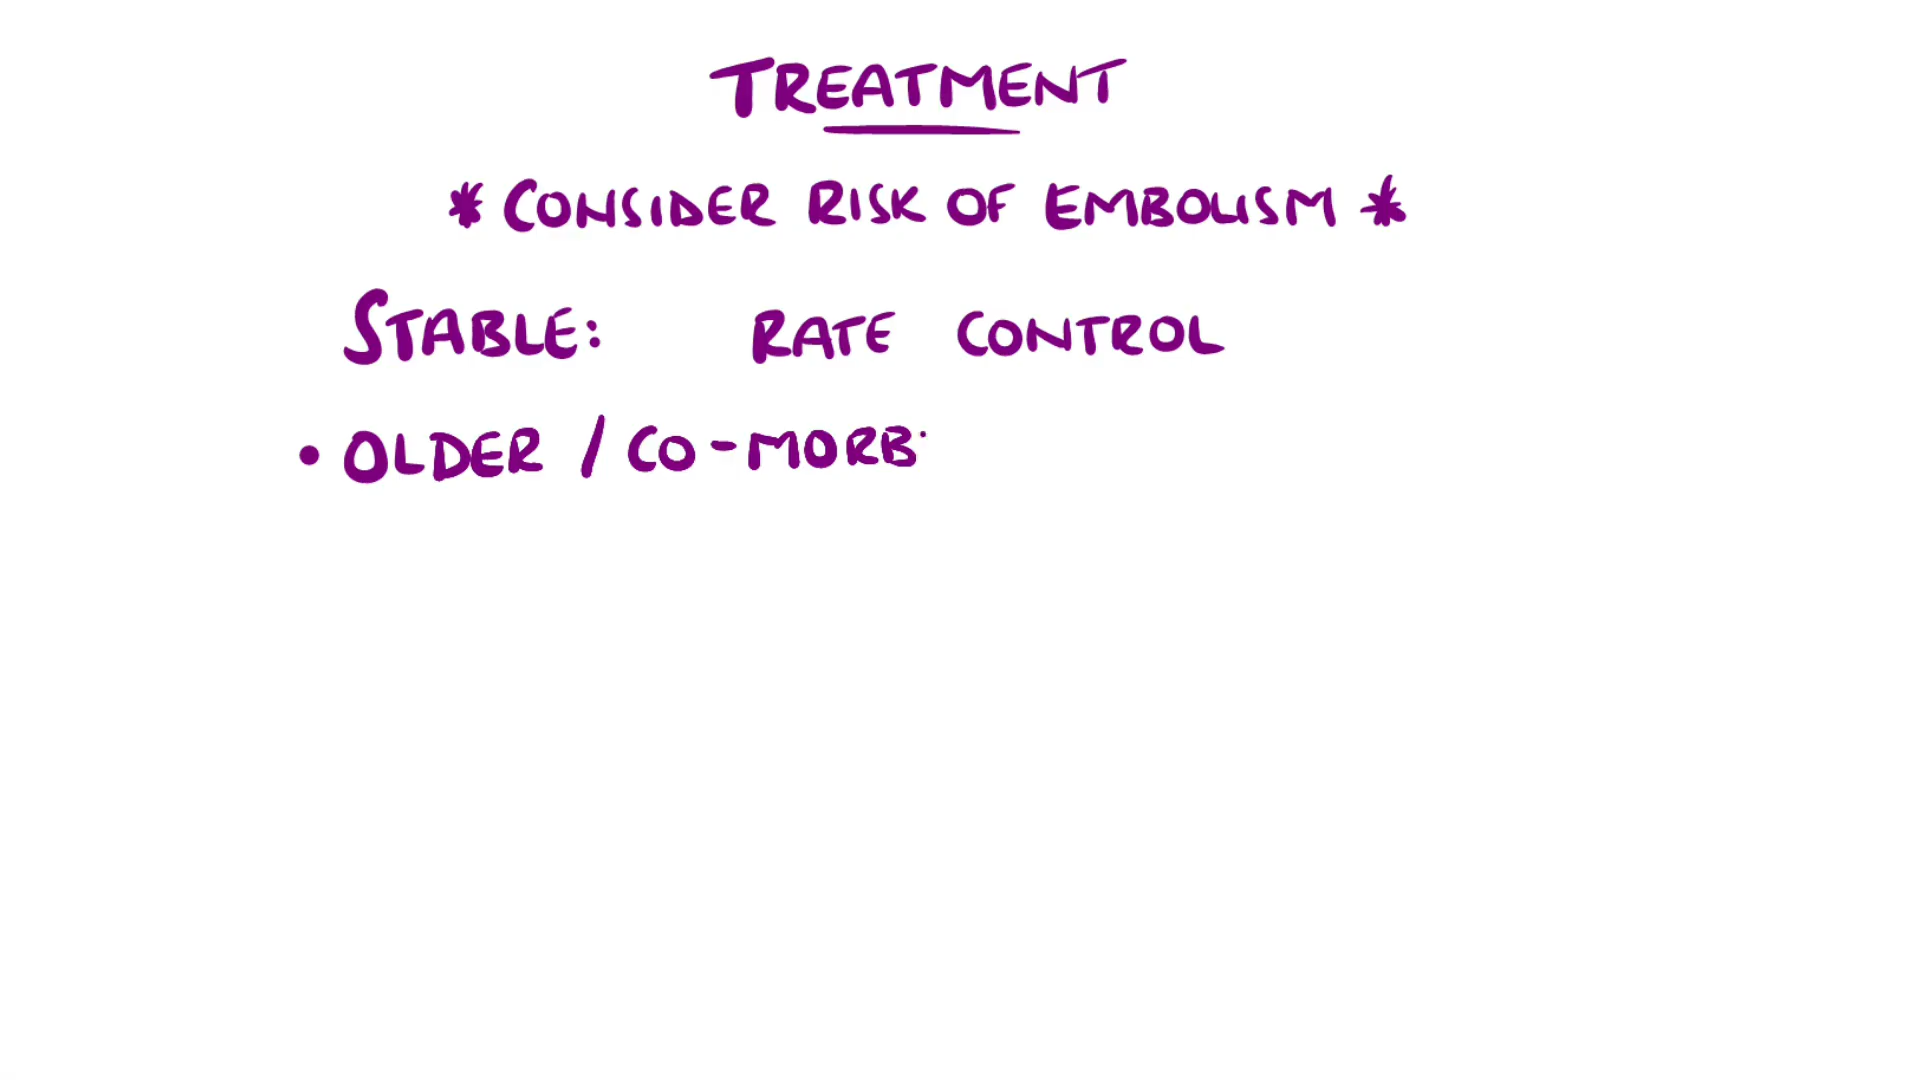 TREATMENT
* CONSIDER RISK OF EMBOLISM *
STABLE: RATE CONTROL
• OLDER / CO-MORB